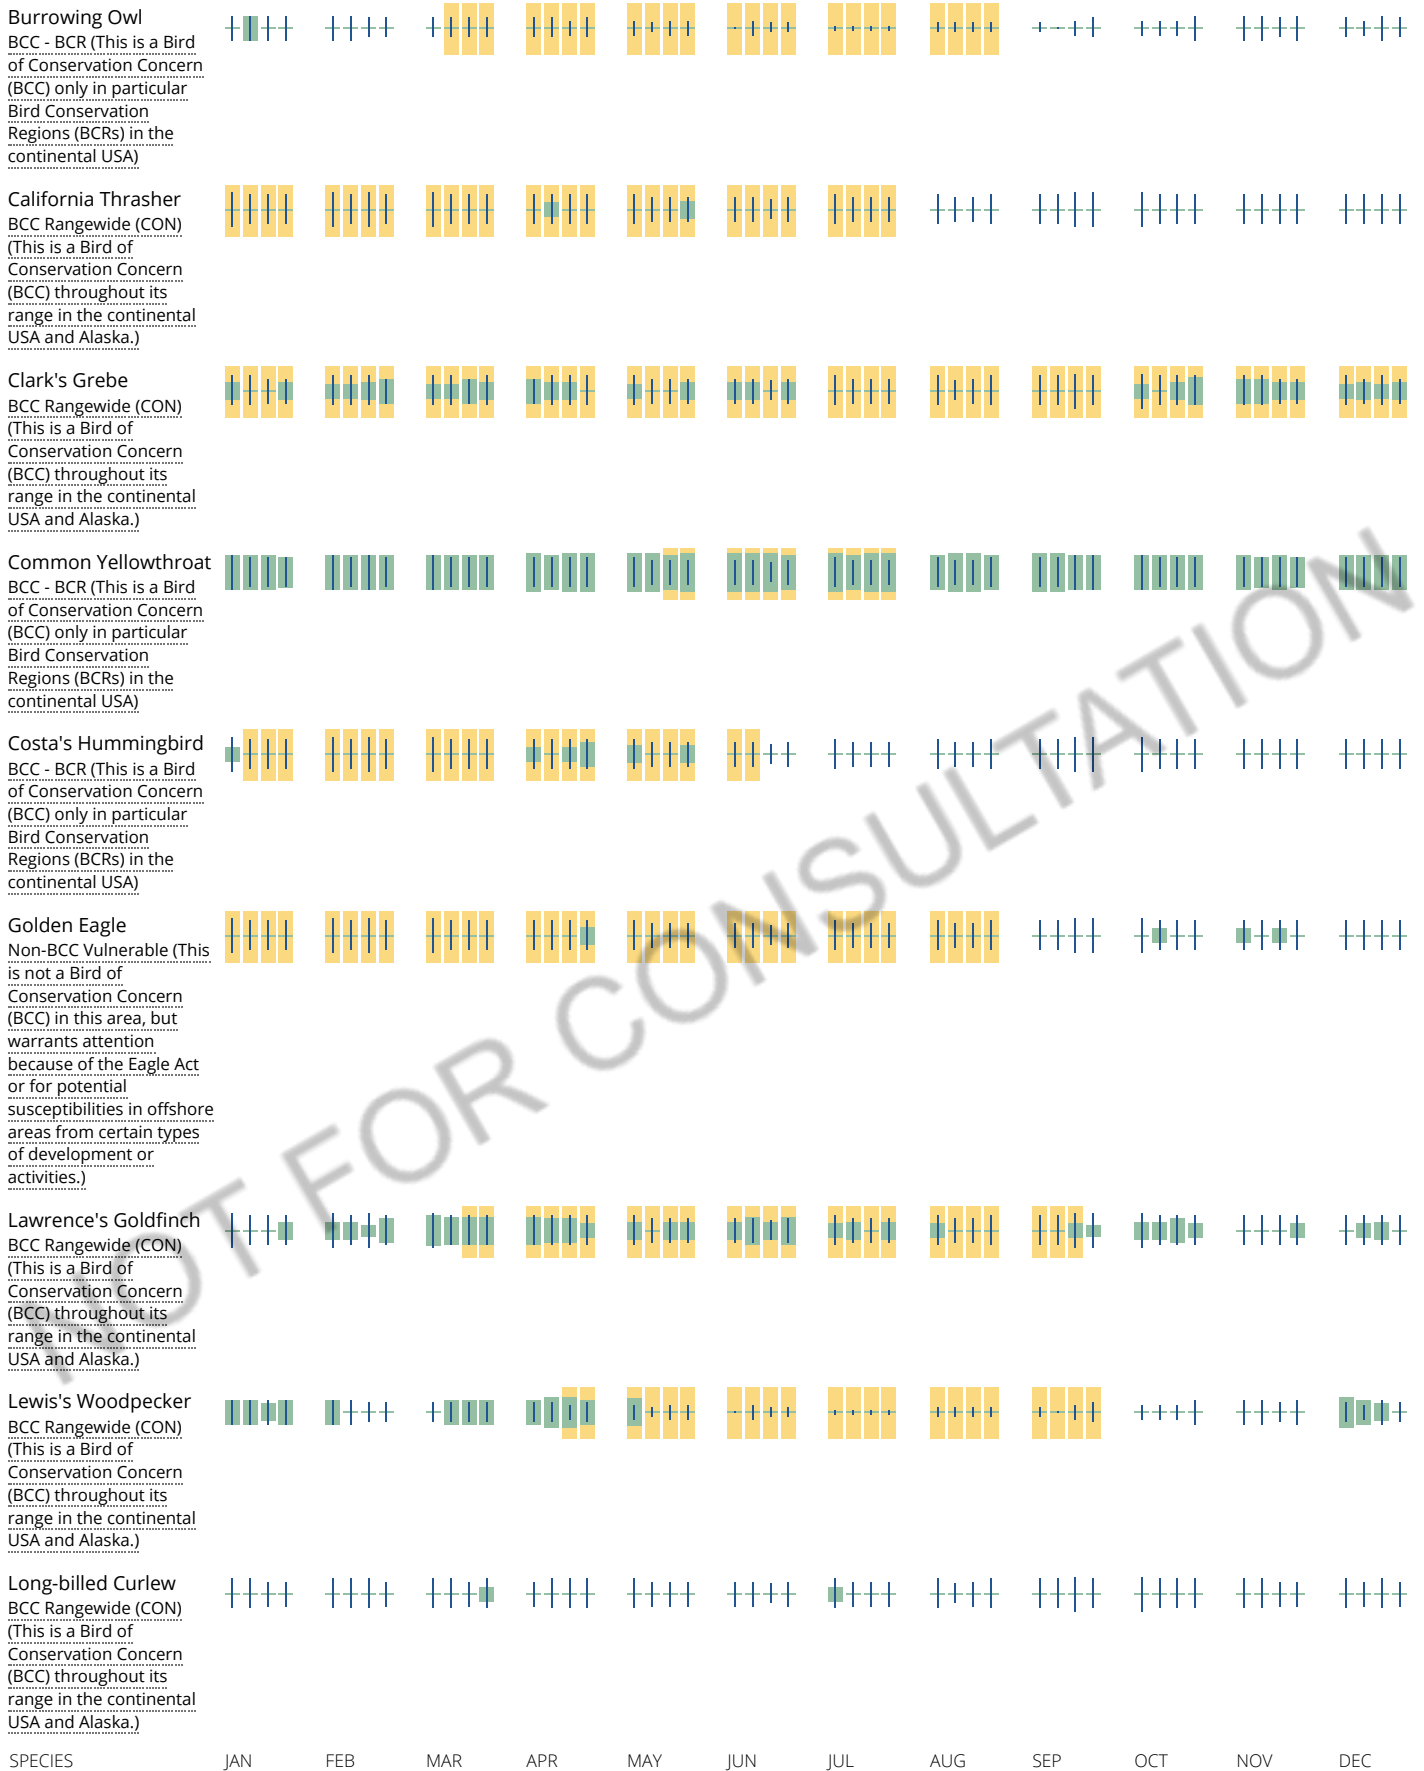 Burrowing Owl
BCC - BCR (This is a Bird
of Conservation Concern
(BCC) only in particular
Bird Conservation
Regions (BCRs) in the
continental USA)
California Thrasher
BCC Rangewide (CON)
(This is a Bird of
Conservation Concern
(BCC) throughout its
range in the continental
USA and Alaska.)
Clark's Grebe
BCC Rangewide (CON)
(This is a Bird of
Conservation Concern
(BCC) throughout its
range in the continental
USA and Alaska.)
Common Yellowthroat
BCC - BCR (This is a Bird
of Conservation Concern
(BCC) only in particular
Bird Conservation
Regions (BCRs) in the
continental USA)
Costa's Hummingbird
BCC - BCR (This is a Bird
of Conservation Concern
(BCC) only in particular
Bird Conservation
Regions (BCRs) in the
continental USA)
Golden Eagle
Non-BCC Vulnerable (This
is not a Bird of
Conservation Concern
(BCC) in this area, but
warrants attention
because of the Eagle Act
or for potential
susceptibilities in offshore
areas from certain types
of development or
activities.)
Lawrence's Goldfinch
BCC Rangewide (CON)
(This is a Bird of
Conservation Concern
(BCC) throughout its
range in the continental
USA and Alaska.)
Lewis's Woodpecker
BCC Rangewide (CON)
(This is a Bird of
Conservation Concern
(BCC) throughout its
range in the continental
USA and Alaska.)
Long-billed Curlew
BCC Rangewide (CON)
(This is a Bird of
Conservation Concern
(BCC) throughout its
range in the continental
USA and Alaska.)
SPECIES JAN FEB MAR APR MAY JUN JUL AUG SEP OCT NOV DEC
NOT FOR CONSULTATION